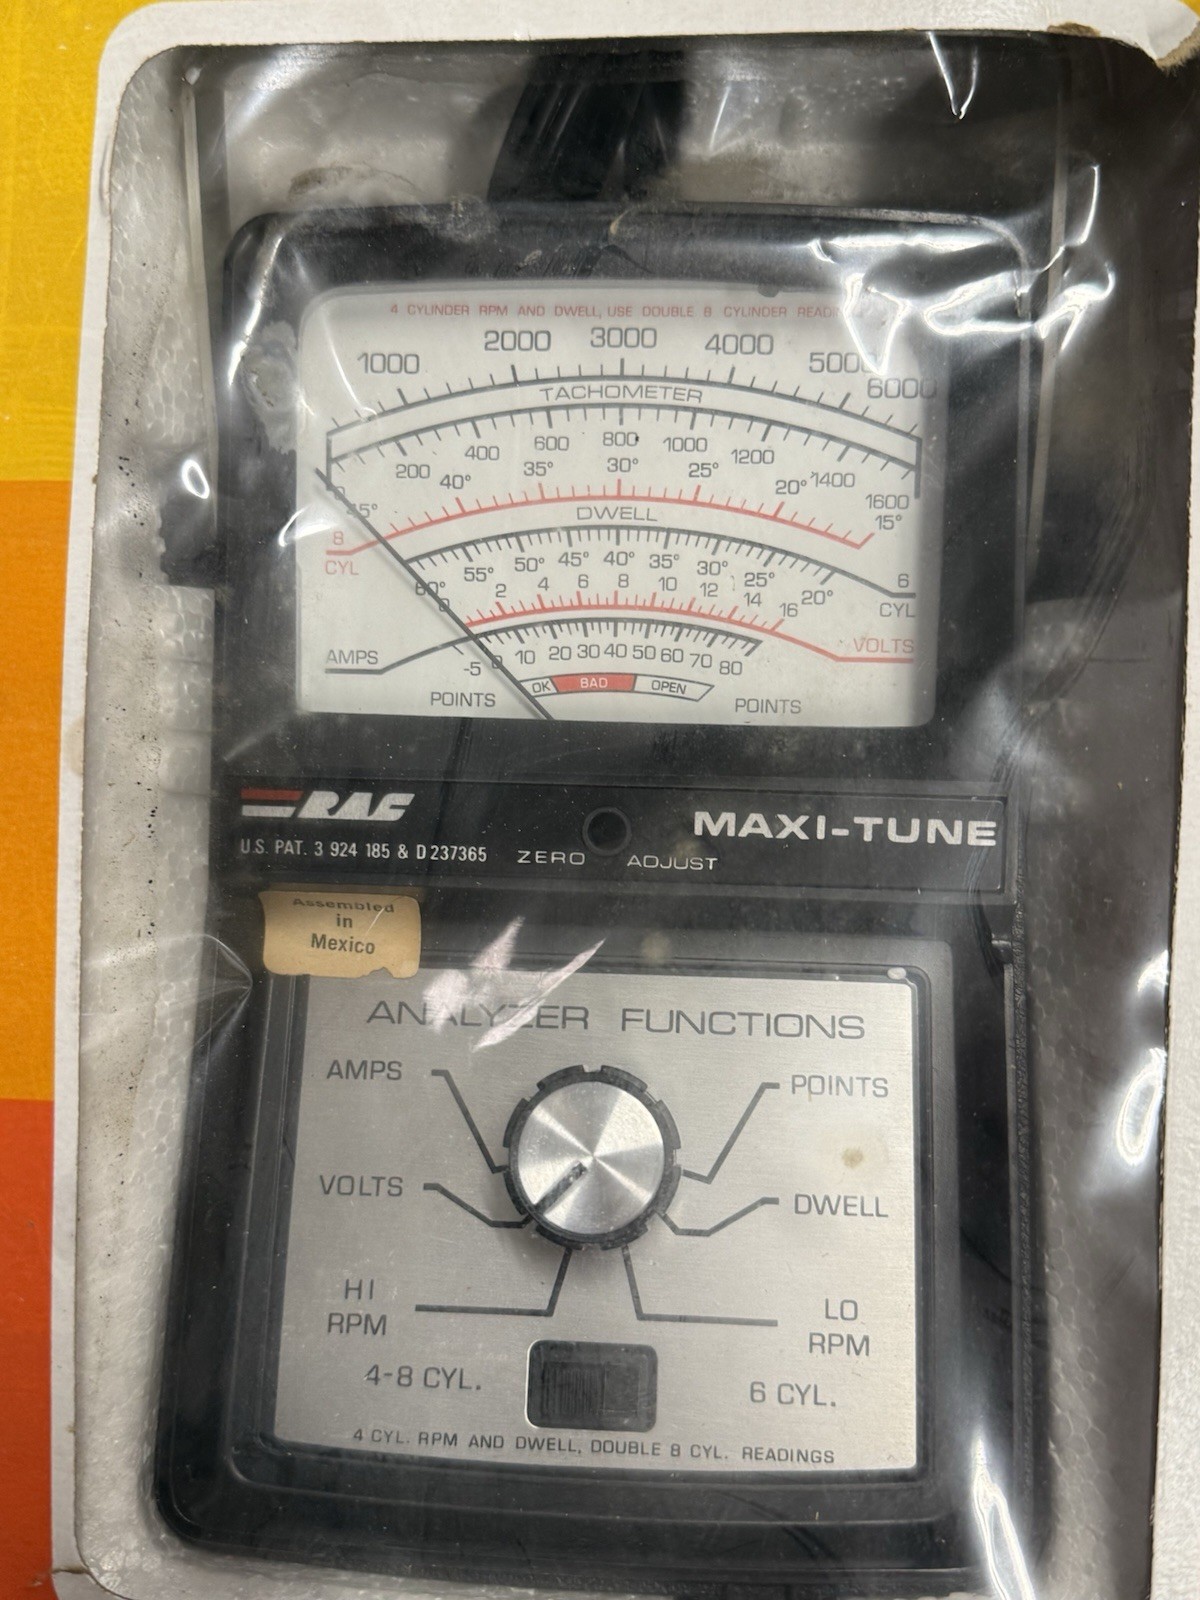 4 CYLINDER RPM AND DWELL, USE DOUBLE 8 CYLINDER
1000 2000 3000 4000 5000 6000
TACHOMETER
0 200 400 600 800 1000 1200 1400 1600
45° 40° 35° 30° 25° 20° 15°
8 CYL
DWELL
60° 55° 50° 45° 40° 35° 30° 25° 20°
6 CYL
0 2 4 6 8 10 12 14 16
VOLTS
AMPS
-5 0 10 20 30 40 50 60 70 80
OK BAD OPEN
POINTS POINTS
RAC
MAXI-TUNE
U.S. PAT. 3 924 185 & D 237365
ZERO ADJUST
Assembled
in
Mexico
ANALYZER FUNCTIONS
AMPS POINTS
VOLTS DWELL
HI RPM LO RPM
4-8 CYL. 6 CYL.
4 CYL. RPM AND DWELL, DOUBLE 8 CYL. READINGS